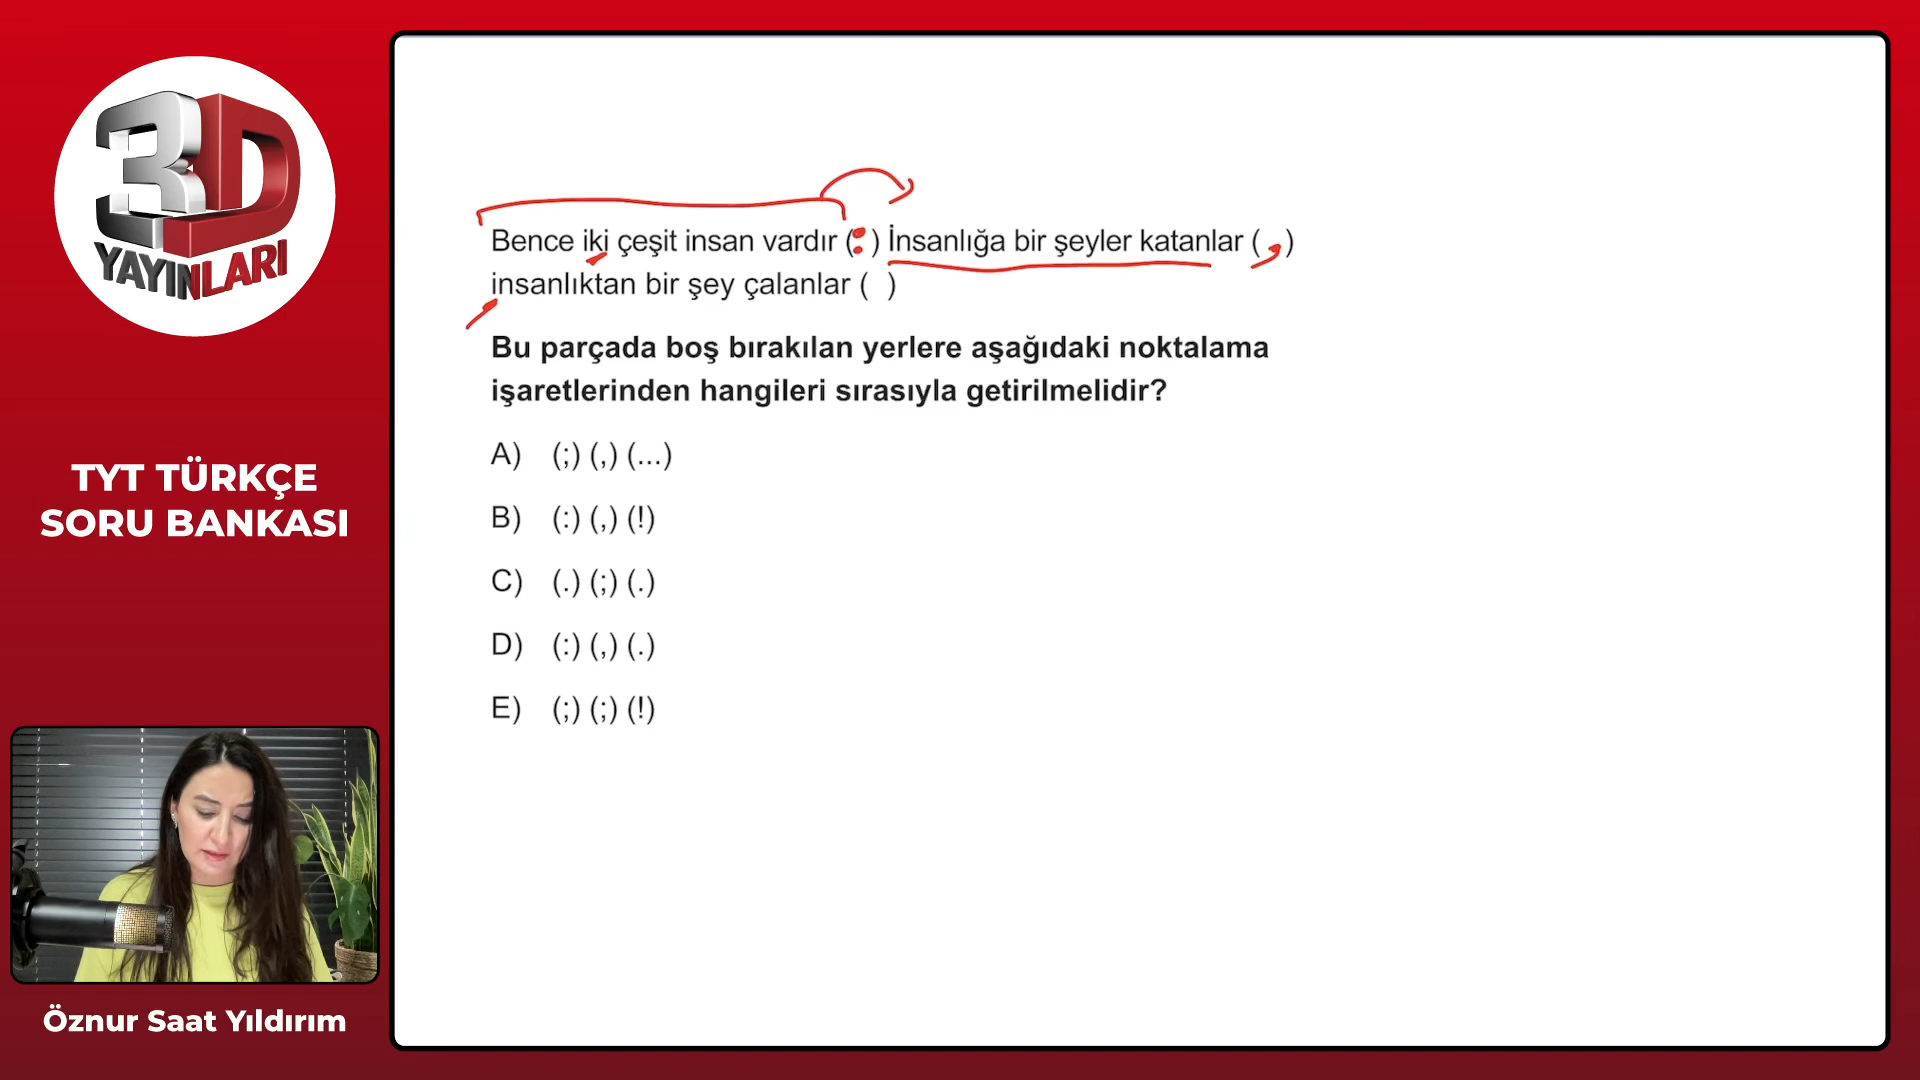 3D
YAYINLARI
TYT TÜRKÇE
SORU BANKASI
Öznur Saat Yıldırım
Bence iki çeşit insan vardır (:) İnsanlığa bir şeyler katanlar (,)
insanlıktan bir şey çalanlar ( )
Bu parçada boş bırakılan yerlere aşağıdaki noktalama
işaretlerinden hangileri sırasıyla getirilmelidir?
A) (;) (,) (...)
B) (:) (,) (!)
C) (.) (;) (.)
D) (:) (,) (.)
E) (;) (;) (!)